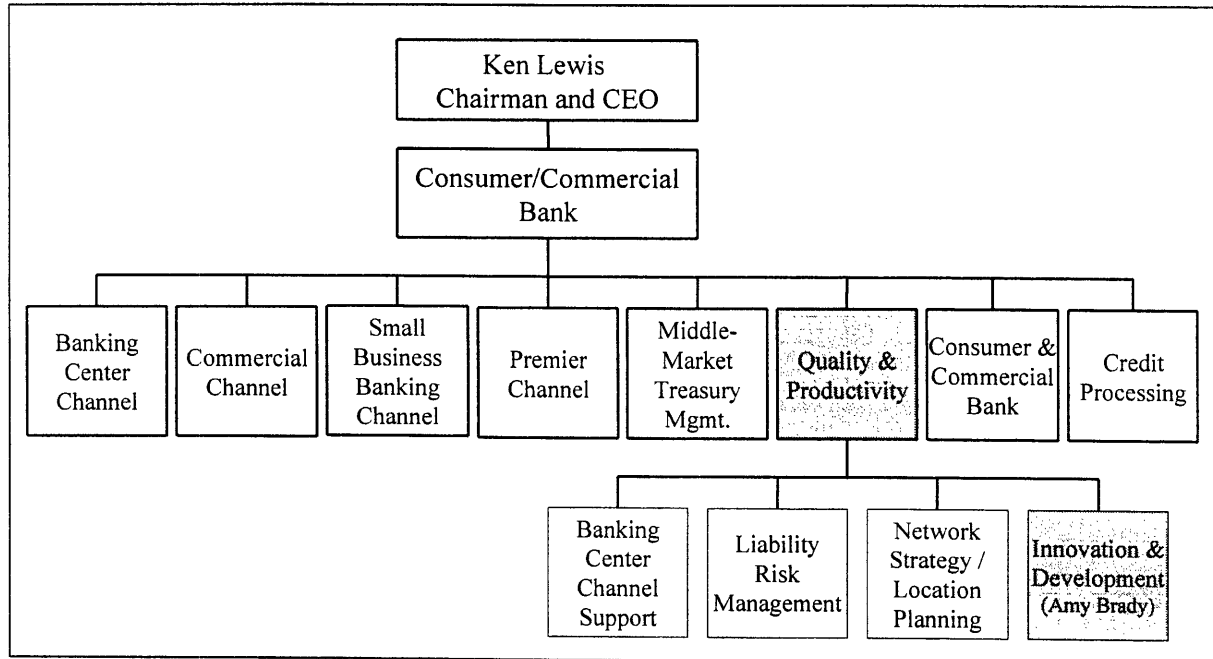 Ken Lewis
Chairman and CEO
Consumer/Commercial
Bank
Banking
Center
Channel
Commercial
Channel
Small
Business
Banking
Channel
Premier
Channel
Middle-
Market
Treasury
Mgmt.
Quality &
Productivity
Consumer &
Commercial
Bank
Credit
Processing
Banking
Center
Channel
Support
Liability
Risk
Management
Network
Strategy /
Location
Planning
Innovation &
Development
(Amy Brady)